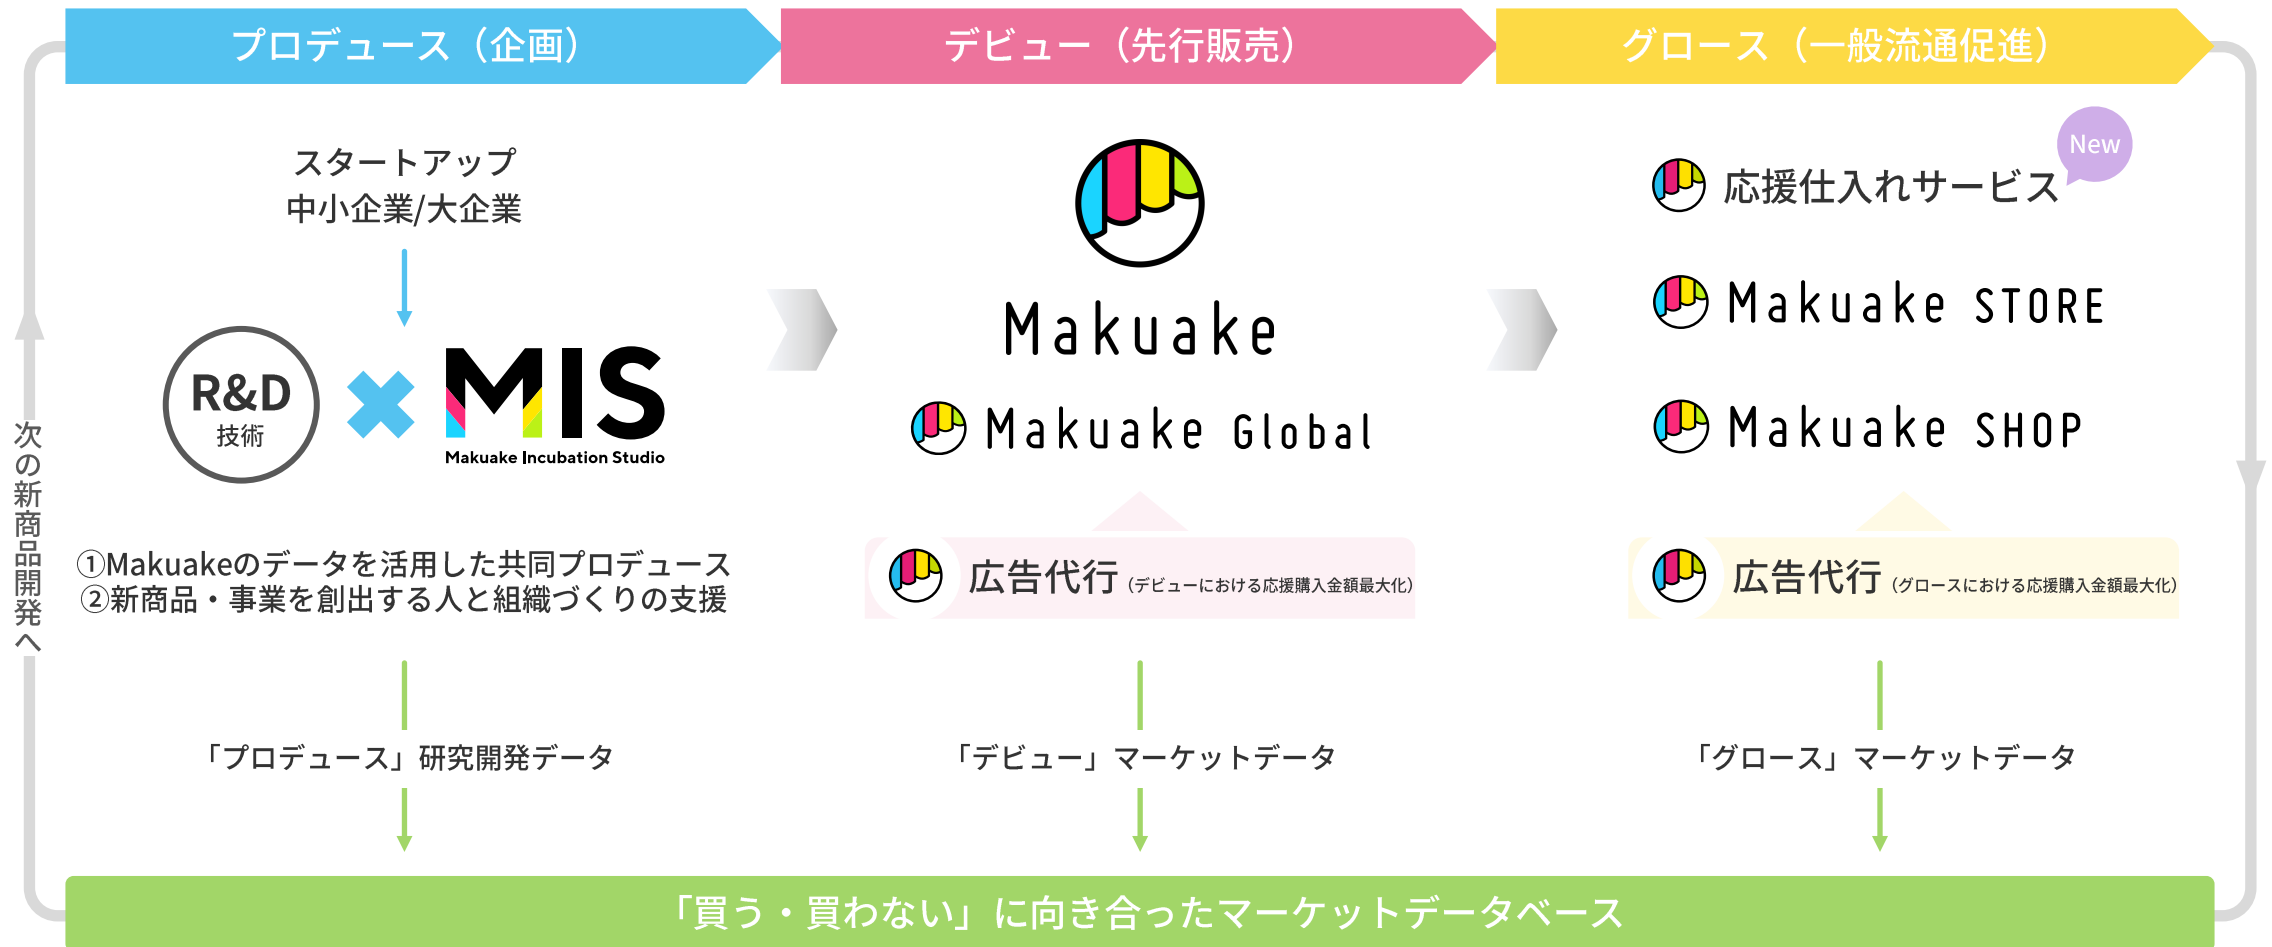 プロデュース（企画）
デビュー（先行販売）
グロース（一般流通促進）
スタートアップ
中小企業/大企業
R&D
技術
MIS
Makuake Incubation Studio
①Makuakeのデータを活用した共同プロデュース
②新商品・事業を創出する人と組織づくりの支援
Makuake
Makuake Global
広告代行（デビューにおける応援購入金額最大化）
New
応援仕入れサービス
Makuake STORE
Makuake SHOP
広告代行（グロースにおける応援購入金額最大化）
「プロデュース」研究開発データ
「デビュー」マーケットデータ
「グロース」マーケットデータ
「買う・買わない」に向き合ったマーケットデータベース
次の新商品開発へ